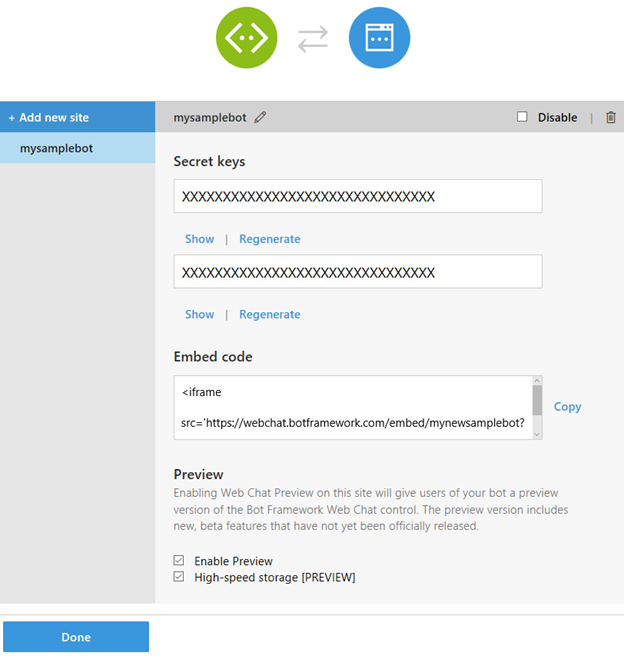 + Add new site
mysamplebot
mysamplebot
Disable |
Secret keys
XXXXXXXXXXXXXXXXXXXXXXXXXXXXXXXX
Show | Regenerate
XXXXXXXXXXXXXXXXXXXXXXXXXXXXXXXX
Show | Regenerate
Embed code
<iframe
src='https://webchat.botframework.com/embed/mynewsamplebot?
Copy
Preview
Enabling Web Chat Preview on this site will give users of your bot a preview
version of the Bot Framework Web Chat control. The preview version includes
new, beta features that have not yet been officially released.
Enable Preview
High-speed storage [PREVIEW]
Done